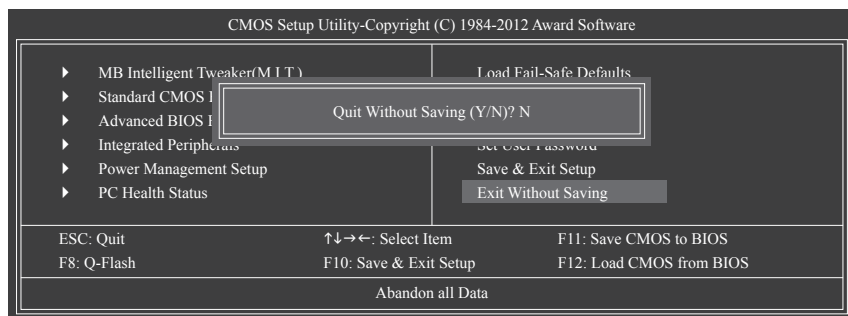 CMOS Setup Utility-Copyright (C) 1984-2012 Award Software
MB Intelligent Tweaker(M.I.T.)
Standard CMOS
Advanced BIOS
Integrated Peripherals
Power Management Setup
PC Health Status
Load Fail-Safe Defaults
Set User Password
Save & Exit Setup
Exit Without Saving
Quit Without Saving (Y/N)? N
ESC: Quit
↑↓→←: Select Item
F11: Save CMOS to BIOS
F8: Q-Flash
F10: Save & Exit Setup
F12: Load CMOS from BIOS
Abandon all Data